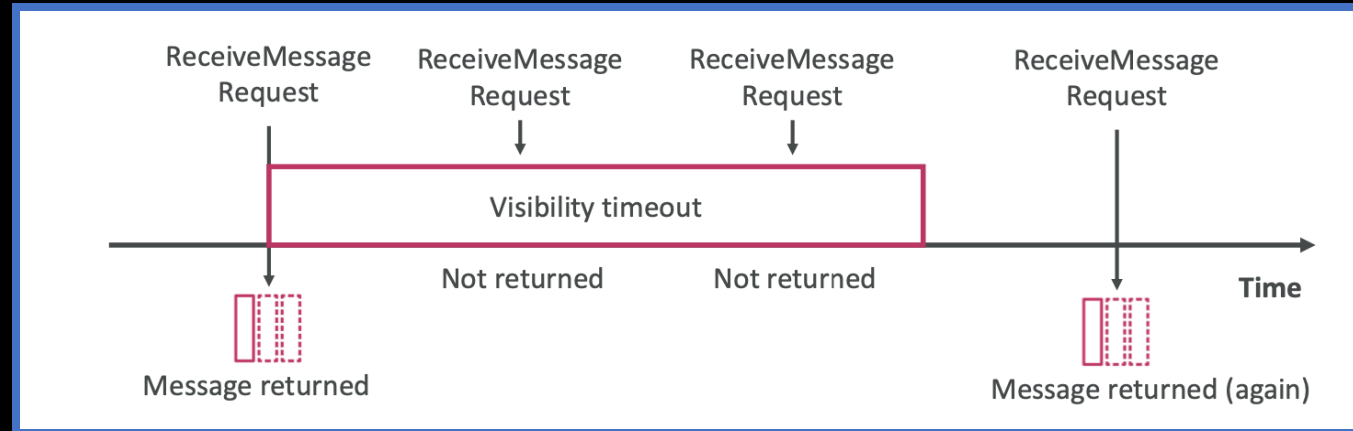 ReceiveMessage
Request
ReceiveMessage
Request
ReceiveMessage
Request
ReceiveMessage
Request
Visibility timeout
Not returned
Not returned
Time
Message returned
Message returned (again)